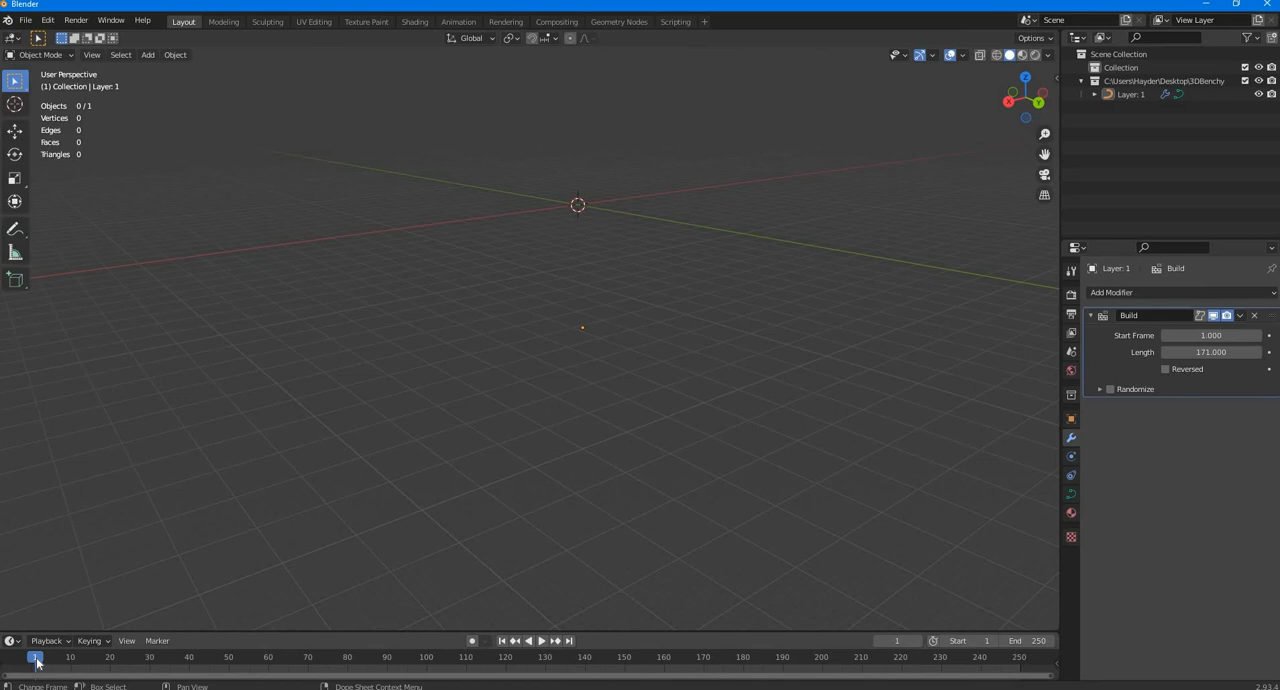 Blender
File Edit Render Window Help Layout Modeling Sculpting UV Editing Texture Paint Shading Animation Rendering Compositing Geometry Nodes Scripting + Scene View Layer
Global Options
Object Mode View Select Add Object
User Perspective
(1) Collection | Layer: 1
Objects 0 / 1
Vertices 0
Edges 0
Faces 0
Triangles 0
Z
X Y
Scene Collection
Collection
C:\Users\Hayder\Desktop\3DBenchy
Layer: 1
Layer: 1 Build
Add Modifier
Build
Start Frame 1.000
Length 171.000
Reversed
Randomize
Playback Keying View Marker 1 Start 1 End 250
1 10 20 30 40 50 60 70 80 90 100 110 120 130 140 150 160 170 180 190 200 210 220 230 240 250
Change Frame Box Select Pan View Dope Sheet Context Menu 2.93.4